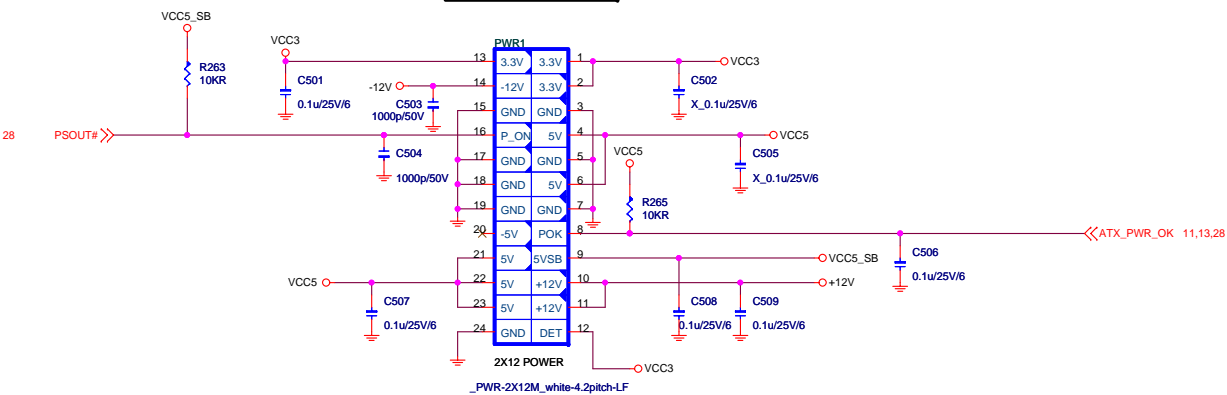 VCC5_SB
VCC3
PWR1
R263
10KR
C501
0.1u/25V/6
-12V
C503
1000p/50V
28 PSOUT#
C504
1000p/50V
13 3.3V 3.3V 1
14 -12V 3.3V 2
15 GND GND 3
16 P_ON 5V 4
17 GND GND 5
18 GND 5V 6
19 GND GND 7
20 -5V POK 8
21 5V 5VSB 9
22 5V +12V 10
23 5V +12V 11
24 GND DET 12
VCC3
C502
X_0.1u/25V/6
VCC5
C505
X_0.1u/25V/6
VCC5
R265
10KR
ATX_PWR_OK 11,13,28
C506
0.1u/25V/6
VCC5_SB
+12V
C508
0.1u/25V/6
C509
0.1u/25V/6
VCC5
C507
0.1u/25V/6
VCC3
2X12 POWER
_PWR-2X12M_white-4.2pitch-LF